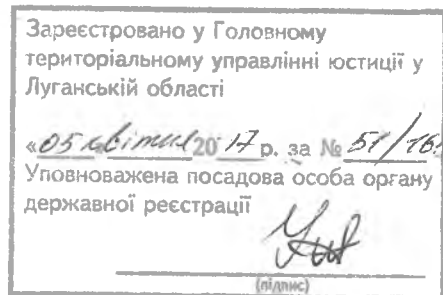 Зареєстровано у Головному
територіальному управлінні юстиції у
Луганській області
«05 квітня 2017 р. за № 51/16
Уповноважена посадова особа органу
державної реєстрації
(підпис)